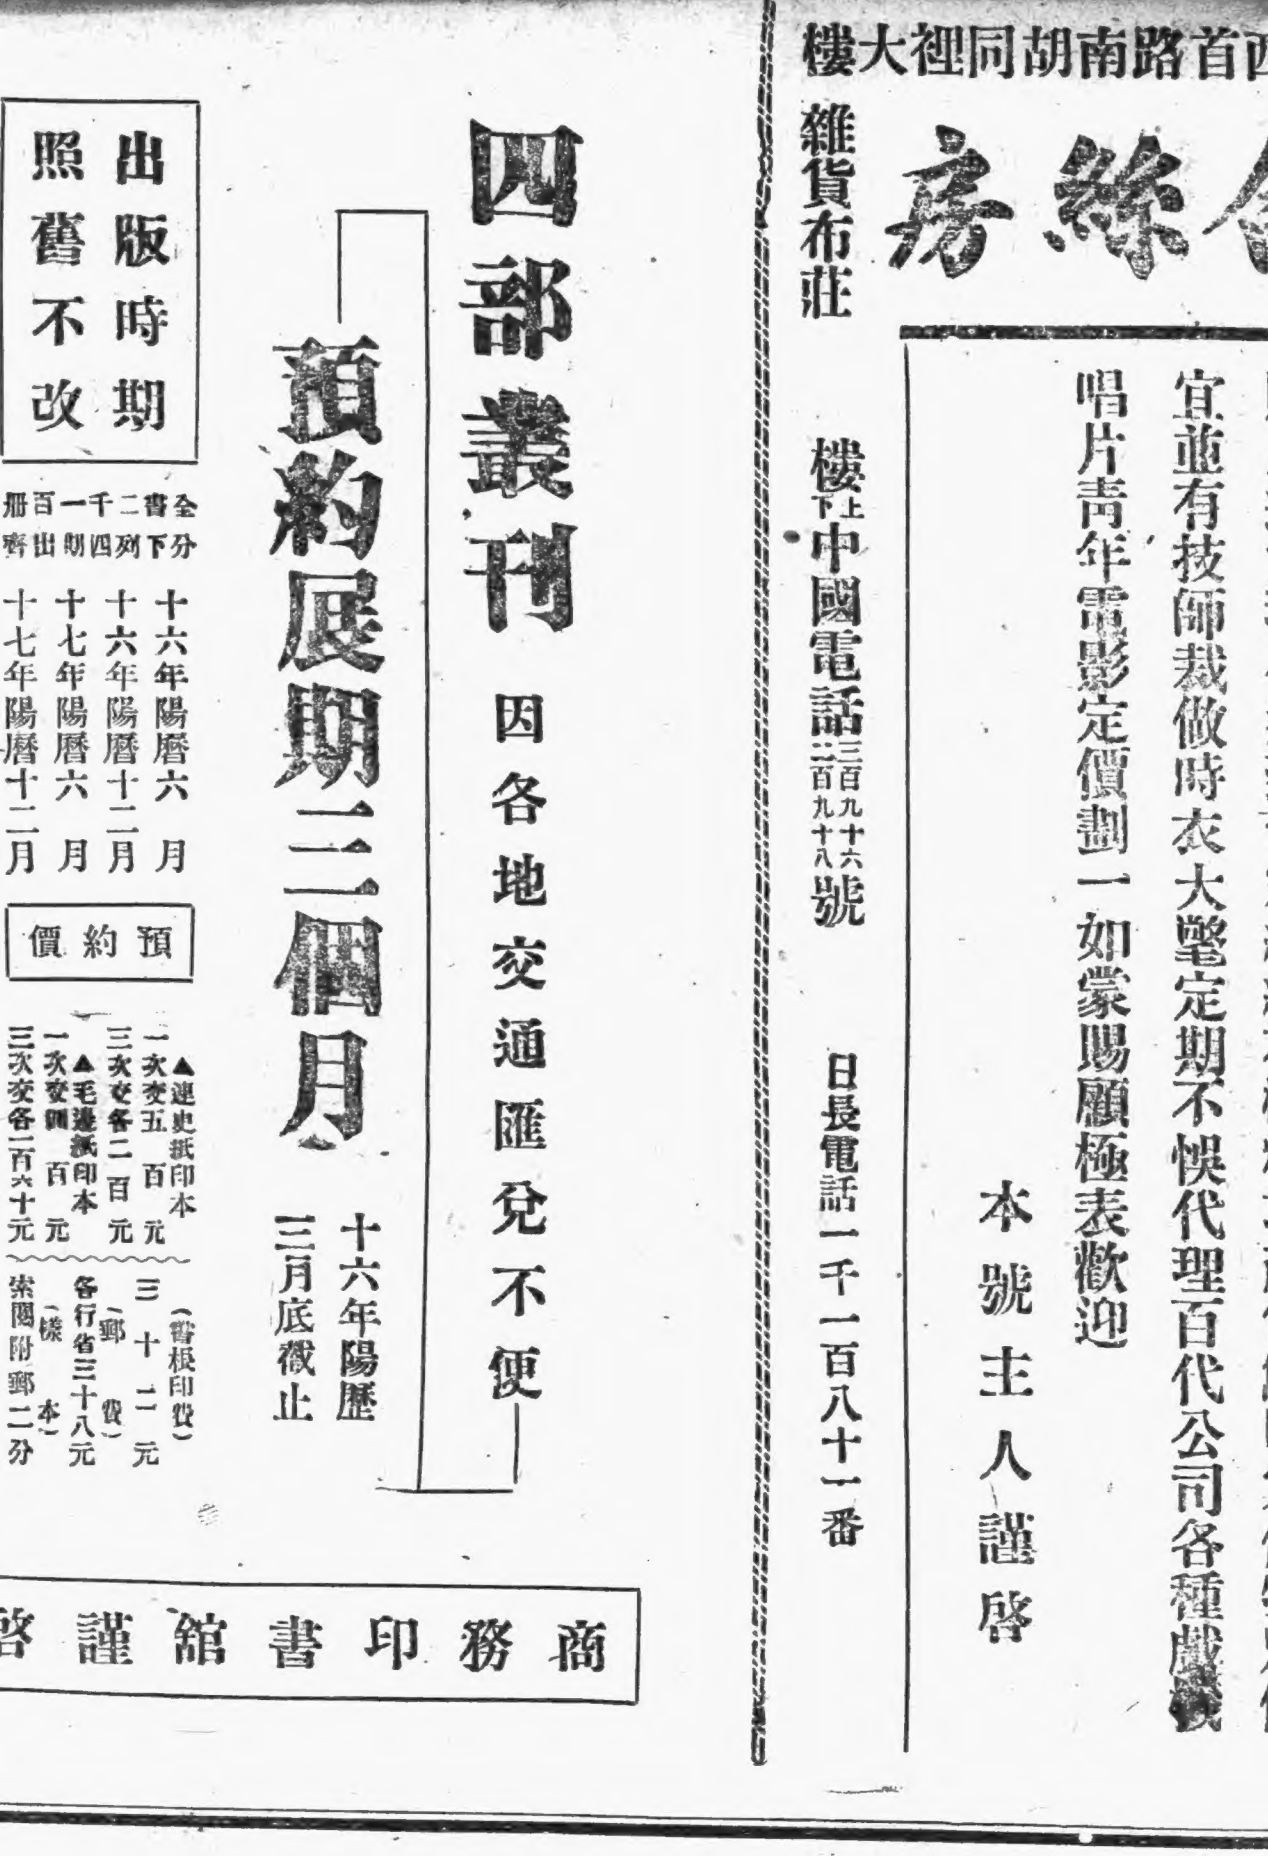 西首路南胡同裡大樓
絲房
雜貨布莊
宜並有技師裁做時衣大氅定期不悞代理百代公司各種戲
唱片青年電影定價劃一如蒙賜顧極表歡迎
本號主人謹啓
樓上下中國電話三百九十六二百九十八號
日長電話一千一百八十一番
四部叢刊
因各地交通匯兌不便
預約展期三個月
十六年陽歷
三月底截止
出版時期
照舊不改
全書二千一百冊
分下列四期出齊
十六年陽曆六月
十六年陽曆十二月
十七年陽曆六月
十七年陽曆十二月
預約價
▲連史紙印本
一次交五百元
三次交各二百元
▲毛邊紙印本
一次交四百元
三次交各一百六十元
(書根印費)
三十二元
(郵費)
各行省三十八元
(樣本)
索閱附郵二分
商務印書館謹啓